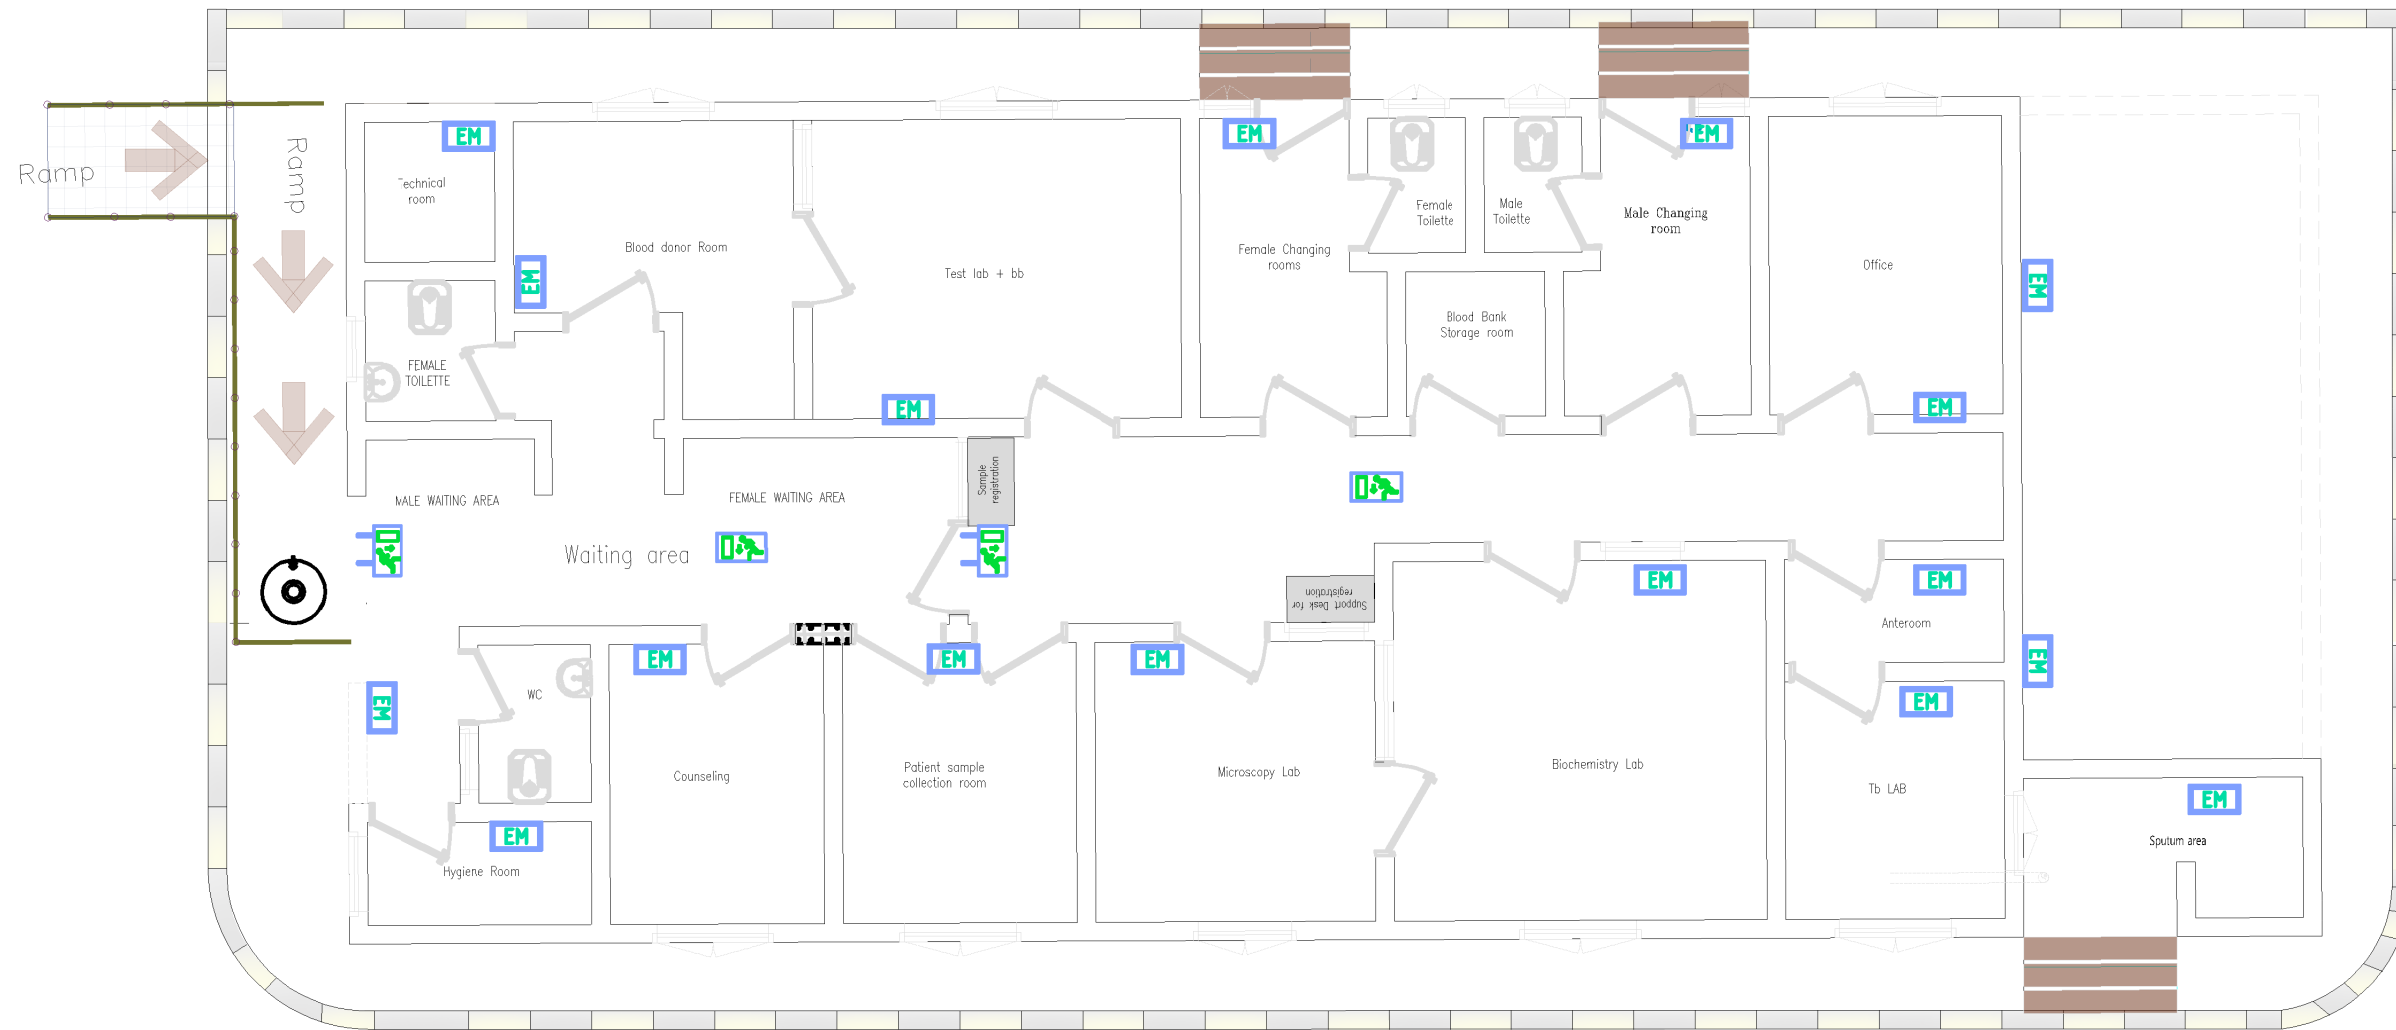 Ramp
Ramp
EM
Technical
room
EM
Blood donor Room
Test lab + bb
EM
EM
Female Changing
rooms
Female
Toilette
Male
Toilette
EM
Male Changing
room
Office
EM
EM
Blood Bank
Storage room
FEMALE
TOILETTE
MALE WAITING AREA
FEMALE WAITING AREA
Sample
registration
Waiting area
Support Desk for
registration
EM
EM
Anteroom
EM
EM
EM
EM
EM
WC
EM
Counseling
Patient sample
collection room
Microscopy Lab
Biochemistry Lab
Tb LAB
EM
EM
Sputum area
Hygiene Room